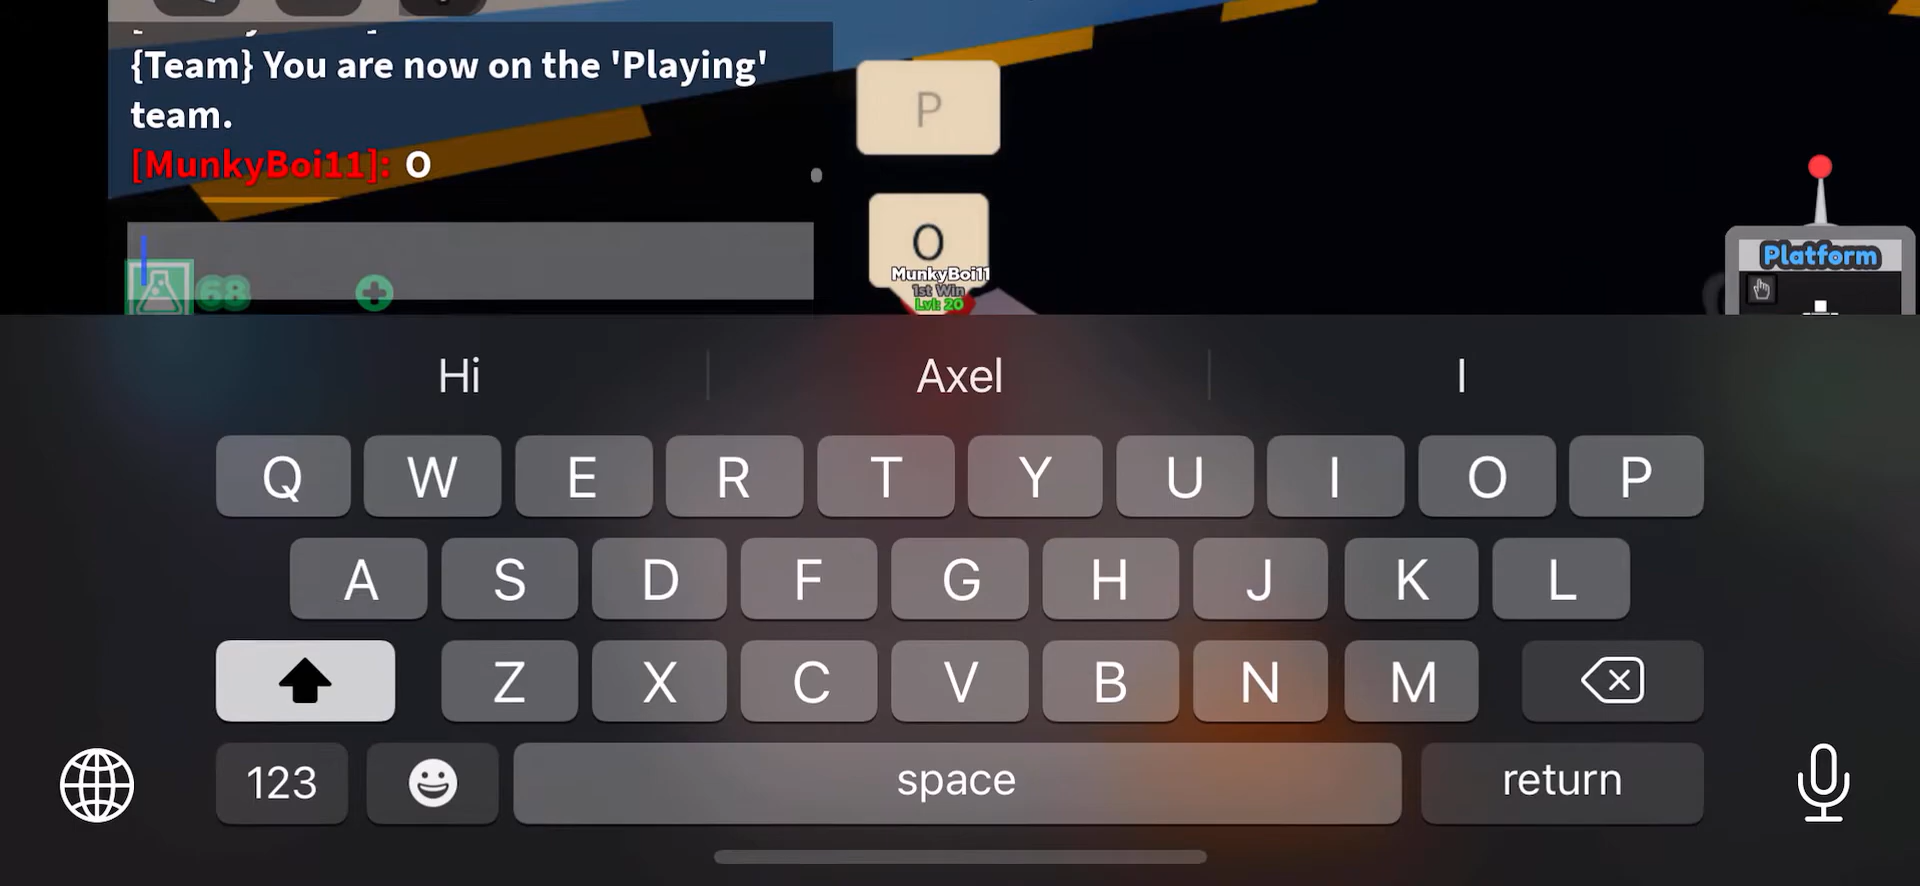 {Team} You are now on the 'Playing'
team.
[MunkyBoi11]: O
P
O
MunkyBoi11
1st Win
Lvl: 20
68
Platform
Hi Axel I
Q W E R T Y U I O P
A S D F G H J K L
Z X C V B N M
123 space return